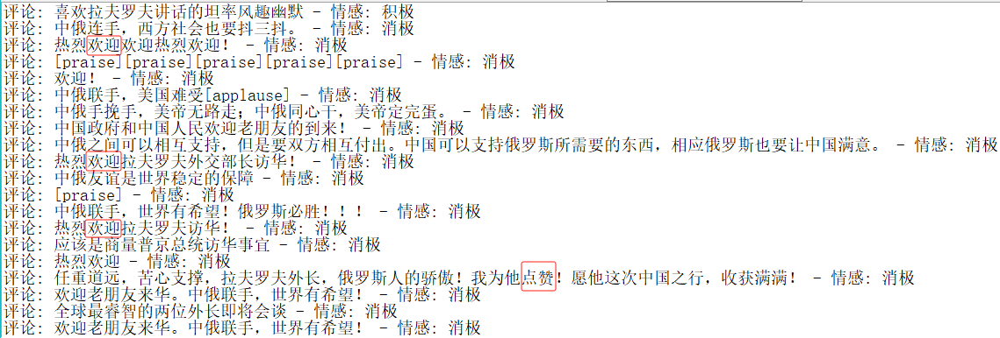 评论: 喜欢拉夫罗夫讲话的坦率风趣幽默 - 情感: 积极
评论: 中俄连手，西方社会也要抖三抖。 - 情感: 消极
评论: 热烈欢迎欢迎热烈欢迎！ - 情感: 消极
评论: [praise][praise][praise][praise][praise] - 情感: 消极
评论: 欢迎！ - 情感: 消极
评论: 中俄联手，美国难受[applause] - 情感: 消极
评论: 中俄手挽手，美帝无路走；中俄同心干，美帝定完蛋。 - 情感: 消极
评论: 中国政府和中国人民欢迎老朋友的到来！ - 情感: 消极
评论: 中俄之间可以相互支持，但是要双方相互付出。中国可以支持俄罗斯所需要的东西，相应俄罗斯也要让中国满意。 - 情感: 消极
评论: 热烈欢迎拉夫罗夫外交部长访华！ - 情感: 消极
评论: 中俄友谊是世界稳定的保障 - 情感: 消极
评论: [praise] - 情感: 消极
评论: 中俄联手，世界有希望！俄罗斯必胜！！！ - 情感: 消极
评论: 热烈欢迎拉夫罗夫访华！ - 情感: 消极
评论: 应该是商量普京总统访华事宜 - 情感: 消极
评论: 热烈欢迎 - 情感: 消极
评论: 任重道远，苦心支撑，拉夫罗夫外长，俄罗斯人的骄傲！我为他点赞！愿他这次中国之行，收获满满！ - 情感: 消极
评论: 欢迎老朋友来华。中俄联手，世界有希望！ - 情感: 消极
评论: 全球最睿智的两位外长即将会谈 - 情感: 消极
评论: 欢迎老朋友来华。中俄联手，世界有希望！ - 情感: 消极